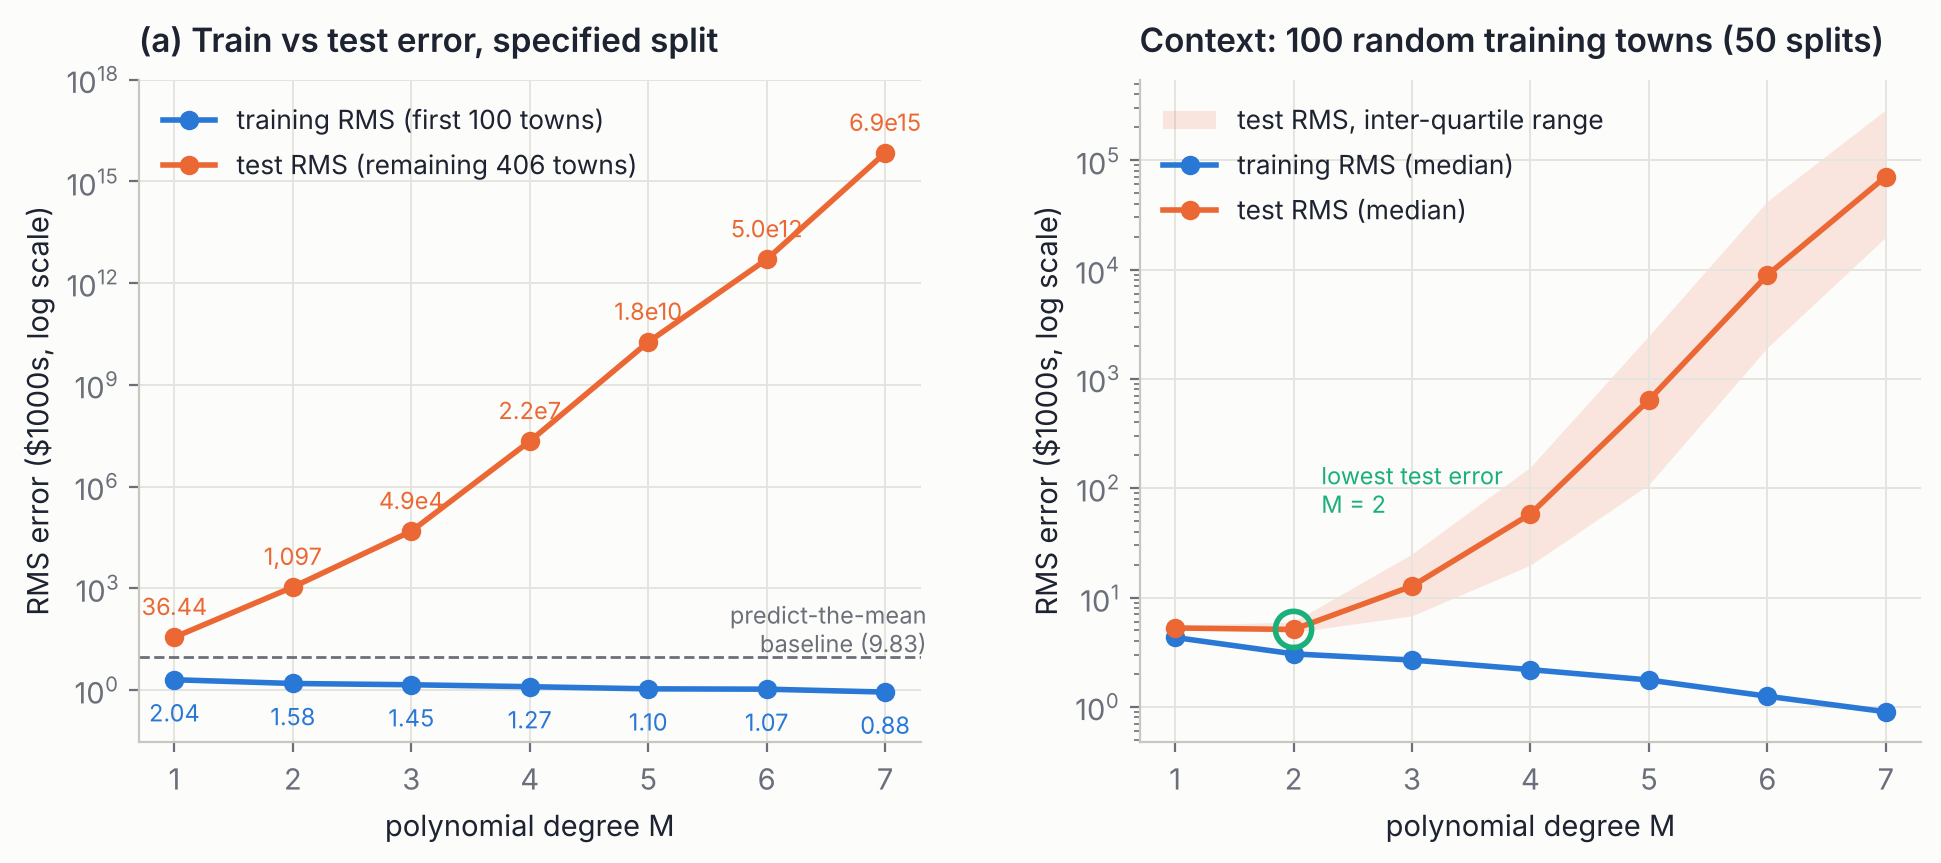 (a) Train vs test error, specified split
10^18
10^15
10^12
10^9
10^6
10^3
10^0
RMS error ($1000s, log scale)
training RMS (first 100 towns)
test RMS (remaining 406 towns)
36.44
1,097
4.9e4
2.2e7
1.8e10
5.0e12
6.9e15
predict-the-mean
baseline (9.83)
2.04
1.58
1.45
1.27
1.10
1.07
0.88
1 2 3 4 5 6 7
polynomial degree M
Context: 100 random training towns (50 splits)
10^5
10^4
10^3
10^2
10^1
10^0
RMS error ($1000s, log scale)
test RMS, inter-quartile range
training RMS (median)
test RMS (median)
lowest test error
M = 2
1 2 3 4 5 6 7
polynomial degree M